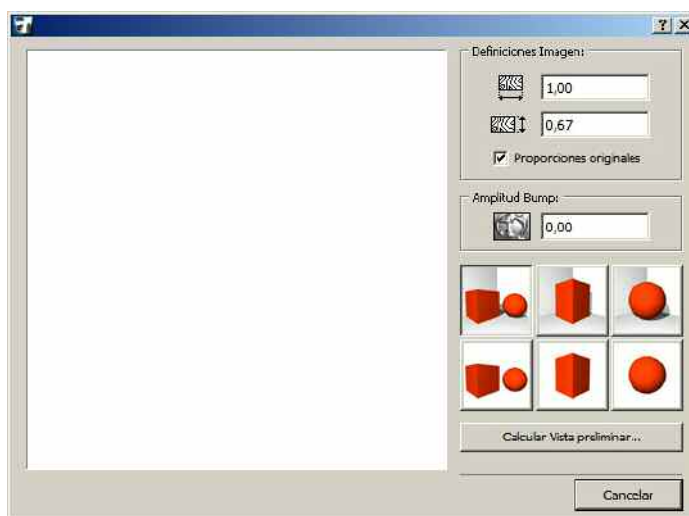 Definiciones Imagen:
1,00
0,67
Proporciones originales
Amplitud Bump:
0,00
Calcular Vista preliminar...
Cancelar